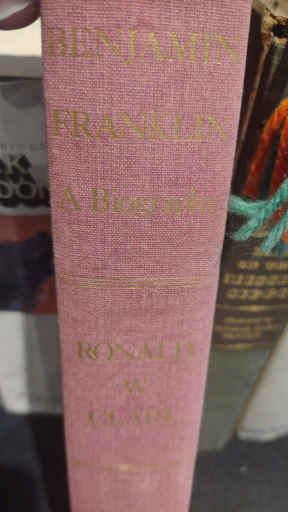 BENJAMIN
FRANKLIN
A Biography
RONALD
W
CLARK